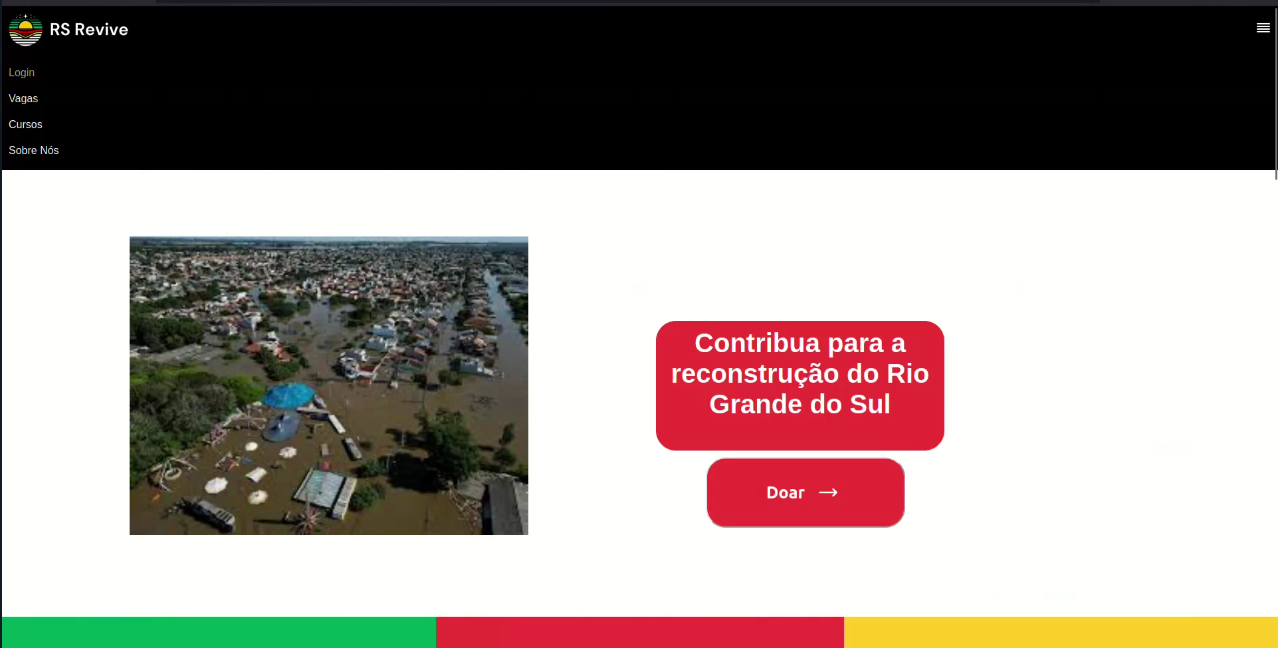 RS Revive
Login
Vagas
Cursos
Sobre Nós
Contribua para a
reconstrução do Rio
Grande do Sul
Doar